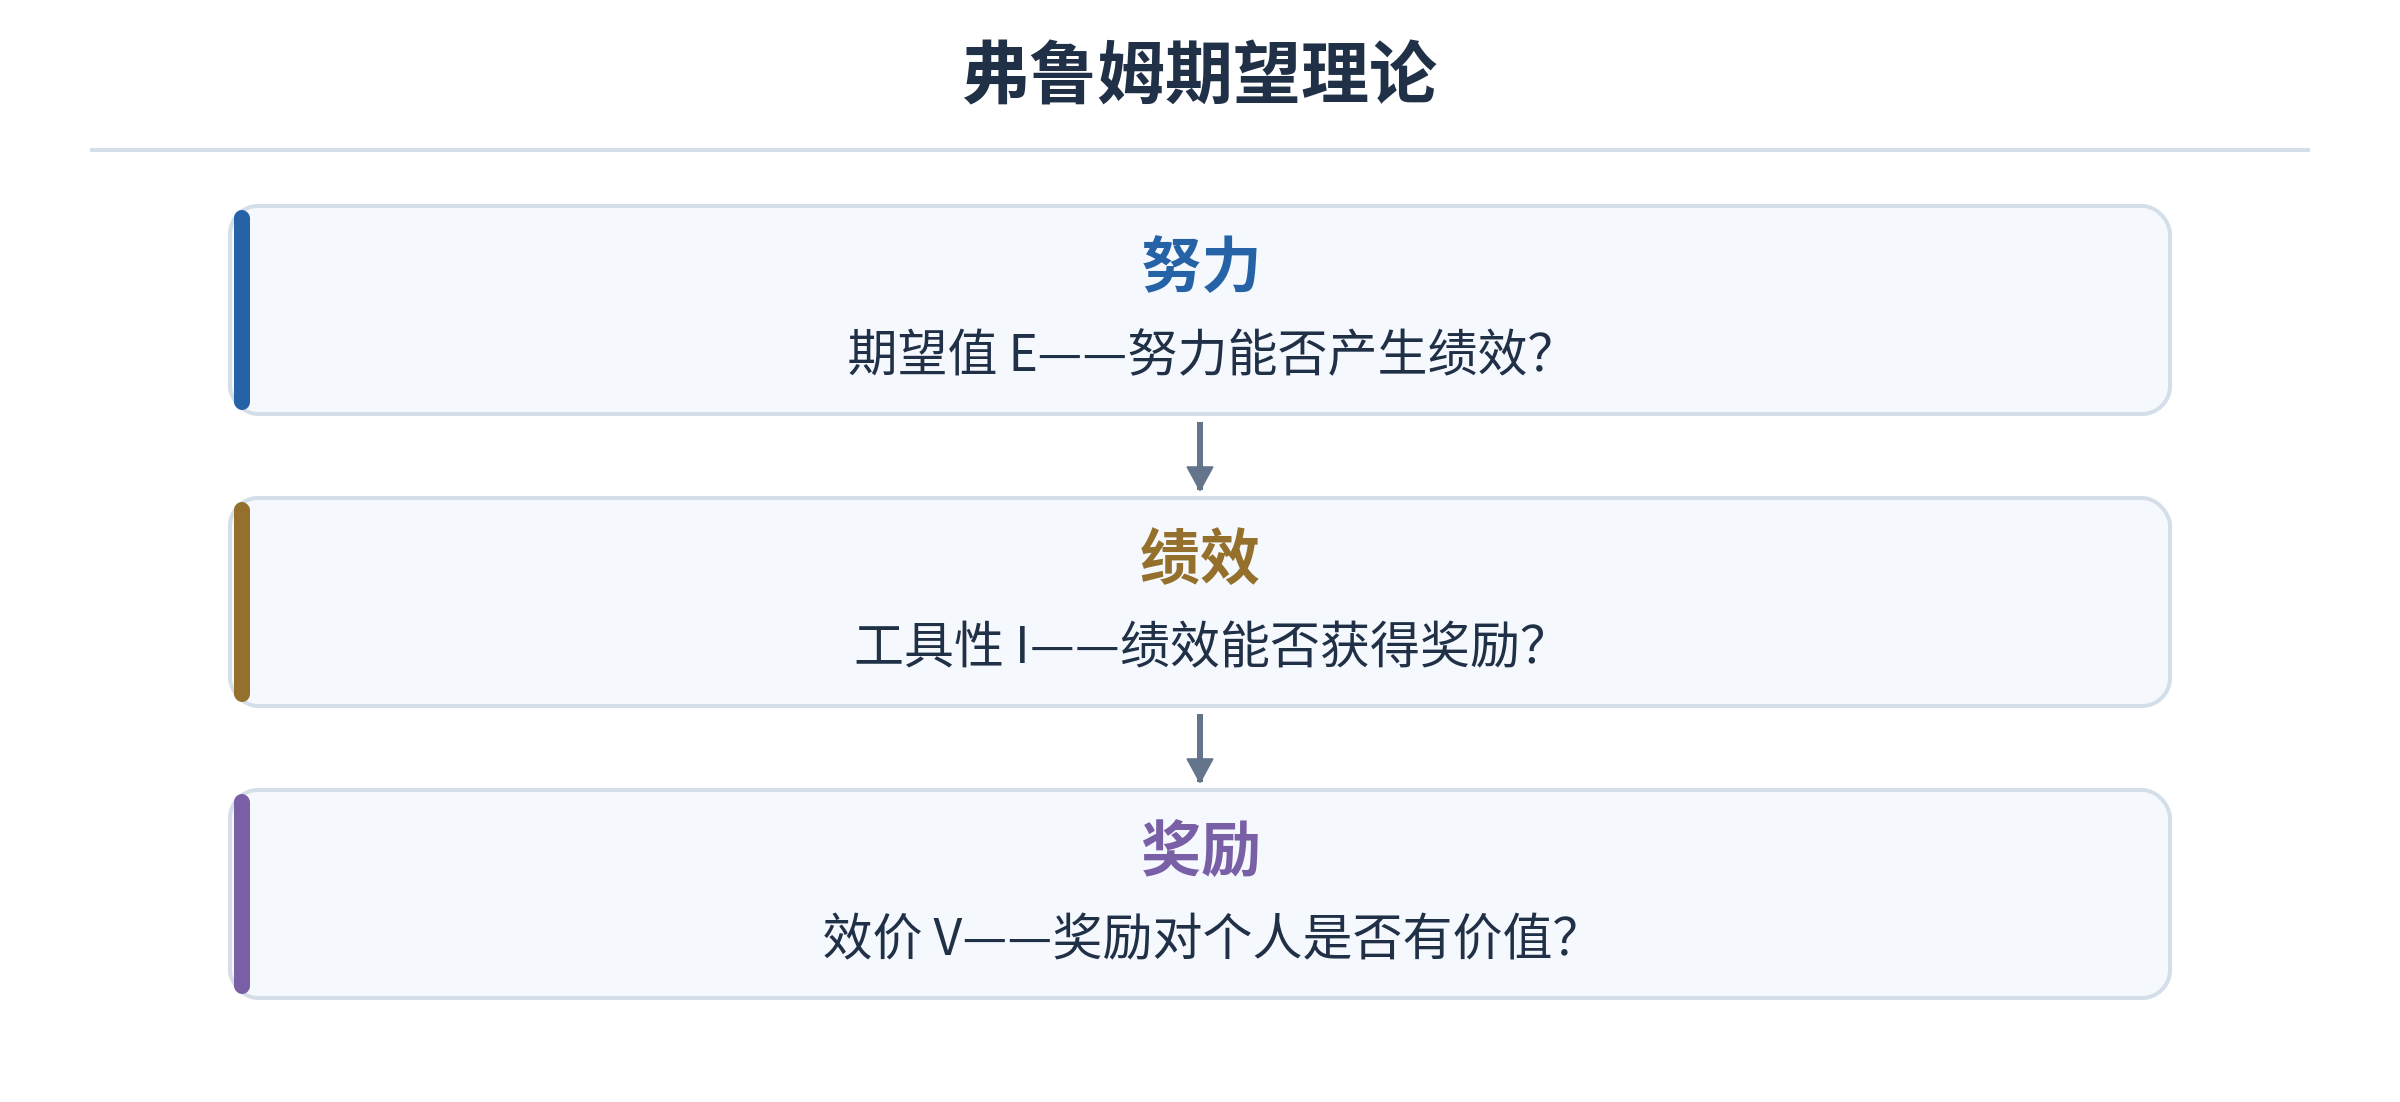 弗鲁姆期望理论
努力
期望值 E——努力能否产生绩效？
绩效
工具性 I——绩效能否获得奖励？
奖励
效价 V——奖励对个人是否有价值？